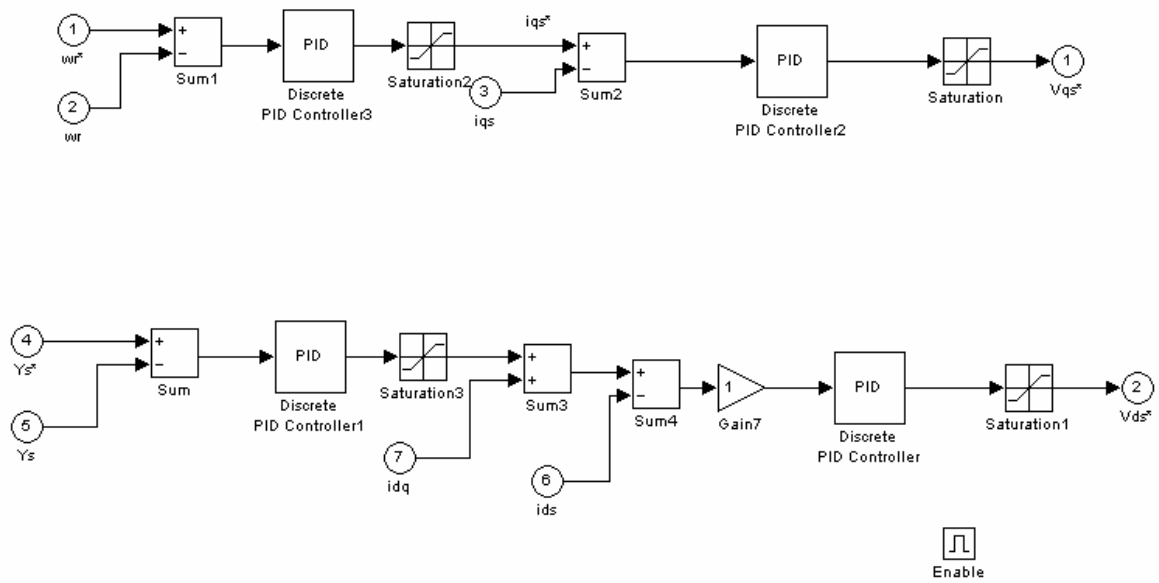 1
wr*
2
wr
+
−
Sum1
PID
Discrete
PID Controller3
Saturation2
iqs*
3
iqs
+
−
Sum2
PID
Discrete
PID Controller2
Saturation
1
Vqs*
4
Ys*
5
Ys
+
−
Sum
PID
Discrete
PID Controller1
Saturation3
7
idq
+
+
Sum3
6
ids
+
−
Sum4
1
Gain7
PID
Discrete
PID Controller
Saturation1
2
Vds*
Enable